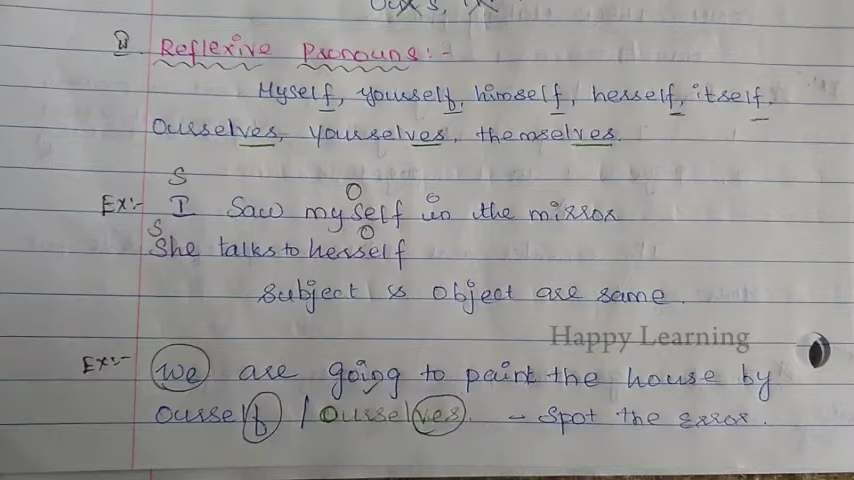 II Reflexive Pronouns :-
Myself, yourself, himself, herself, itself,
Ourselves, yourselves, themselves.
S O
Ex:- I saw myself in the mirror
S O
She talks to herself
Subject & object are same.
Happy Learning
Ex:- We are going to paint the house by
ourself / ourselves. - Spot the error.